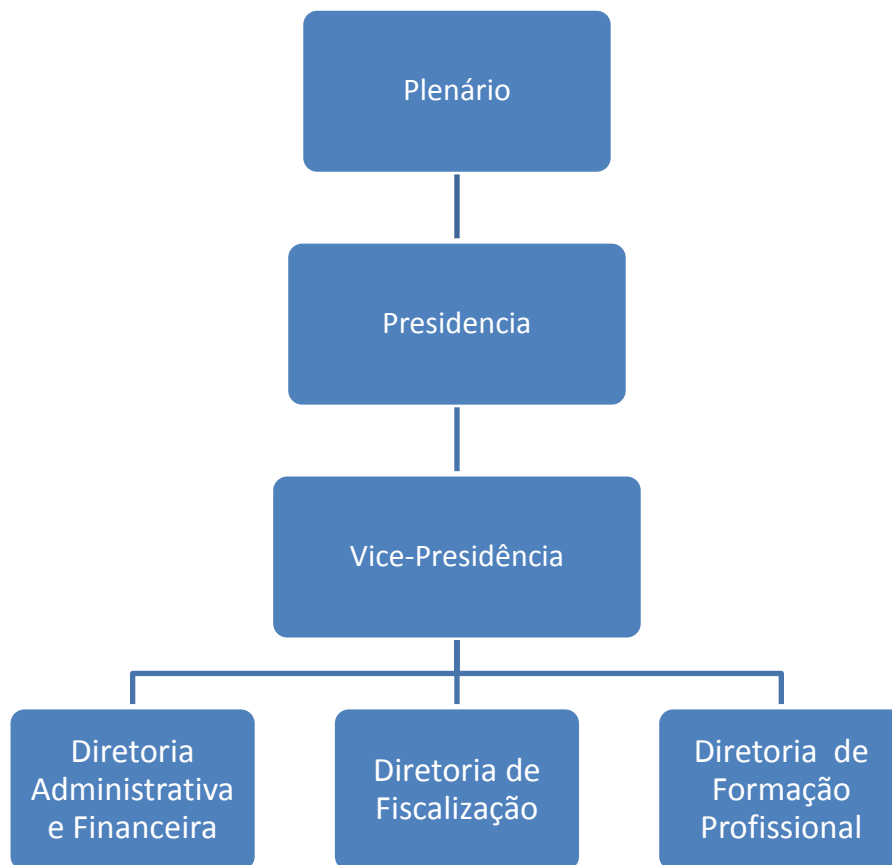 Plenário
Presidencia
Vice-Presidência
Diretoria
Administrativa
e Financeira
Diretoria de
Fiscalização
Diretoria de
Formação
Profissional